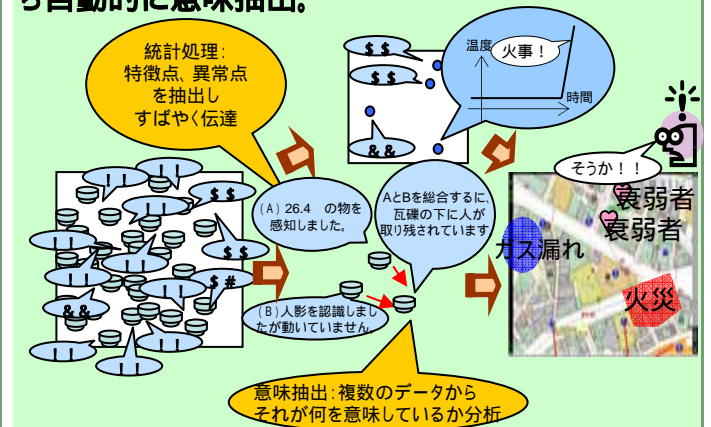 ら自動的に意味抽出。
統計処理：
特徴点、異常点
を抽出し
すばやく伝達
$ $
$ $
& &
温度
火事！
時間
そうか！！
! !
! !
! !
$ $
! !
! !
$ $
! !
! !
$ #
& &
! !
! !
! !
(A) 26.4　の物を
感知しました。
AとBを総合するに、
瓦礫の下に人が
取り残されています
(B)人影を認識しまし
たが動いていません
衰弱者
衰弱者
ガス漏れ
火災
意味抽出：複数のデータから
それが何を意味しているか分析